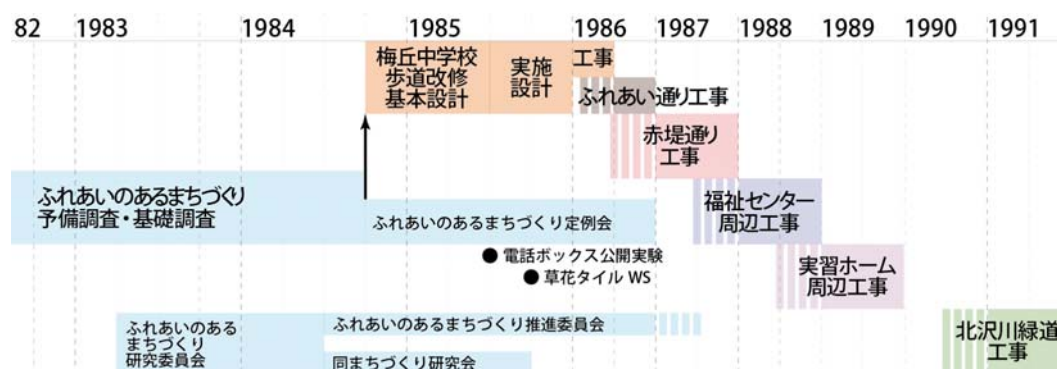 82 1983 1984 1985 1986 1987 1988 1989 1990 1991
梅丘中学校
歩道改修
基本設計
実施
設計
工事
ふれあい通り工事
赤堤通り
工事
ふれあいのあるまちづくり
予備調査・基礎調査
ふれあいのあるまちづくり定例会
福祉センター
周辺工事
電話ボックス公開実験
草花タイル WS
実習ホーム
周辺工事
ふれあいのある
まちづくり
研究委員会
ふれあいのあるまちづくり推進委員会
同まちづくり研究会
北沢川緑道
工事